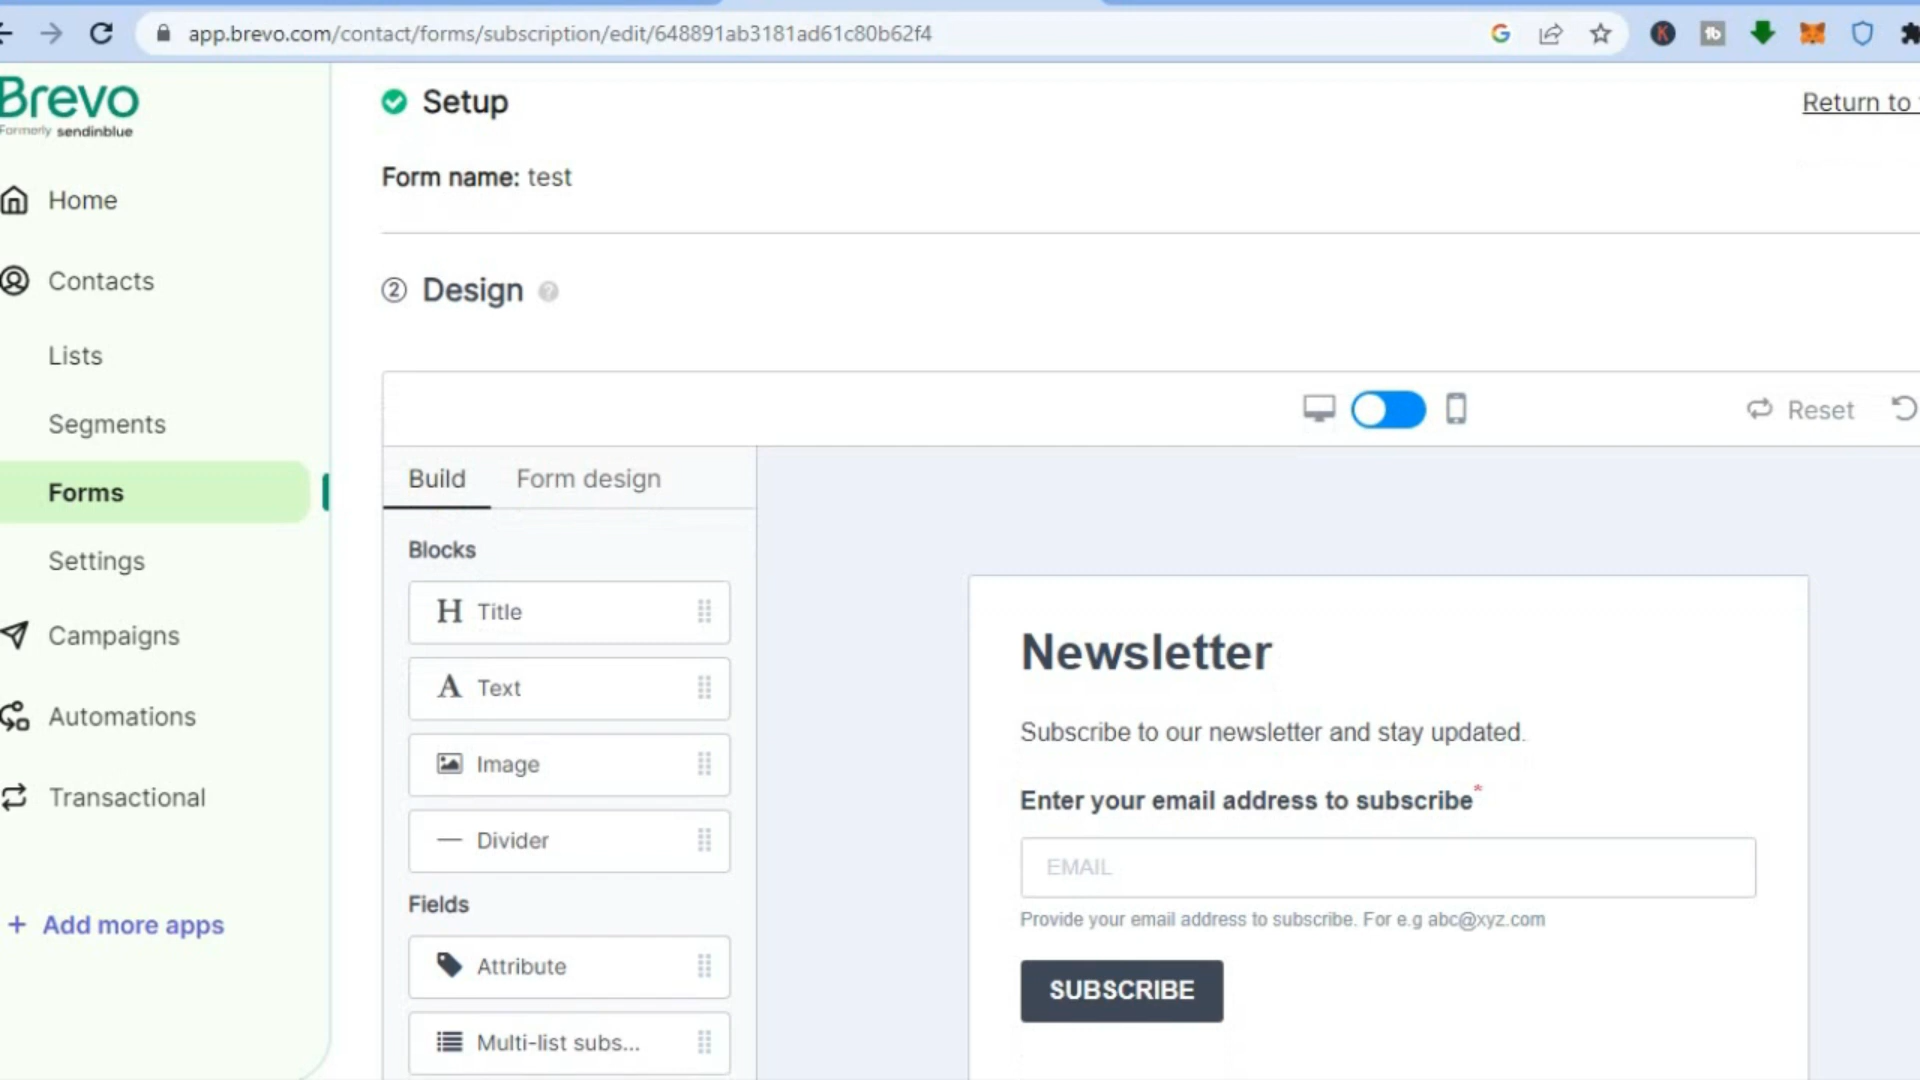 app.brevo.com/contact/forms/subscription/edit/648891ab3181ad61c80b62f4
Brevo
Formerly sendinblue
Home
Contacts
Lists
Segments
Forms
Settings
Campaigns
Automations
Transactional
+ Add more apps
Setup
Return to
Form name: test
2 Design ?
Reset
Build Form design
Blocks
H Title
A Text
Image
Divider
Fields
Attribute
Multi-list subs...
Newsletter
Subscribe to our newsletter and stay updated.
Enter your email address to subscribe*
EMAIL
Provide your email address to subscribe. For e.g abc@xyz.com
SUBSCRIBE